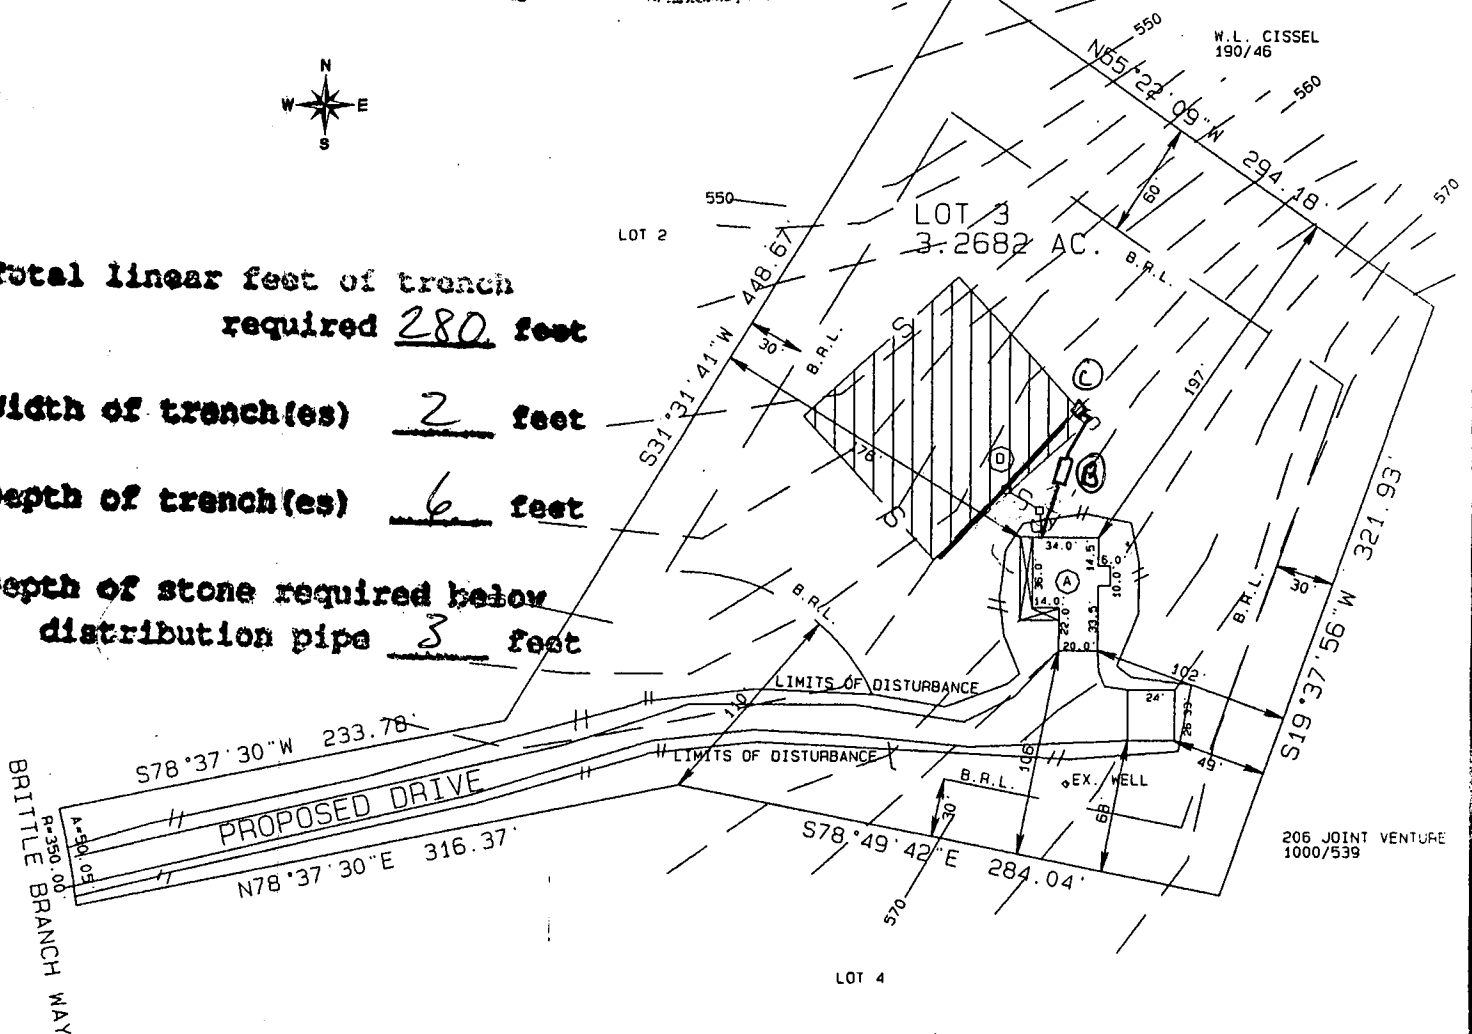 N
W E
S
W.L. CISSEL
190/46
550
560
570
N55°22'09"W 294.18'
60'
LOT 3
3.2682 AC.
B.R.L.
550
LOT 2
448.67'
S31°31'41"W
30'
B.R.L.
Total linear feet of trench
required 280 feet
Width of trench(es) 2 feet
Depth of trench(es) 6 feet
Depth of stone required below
distribution pipe 3 feet
S
S
C
B
D
197'
34.0'
14.5'
6.0'
10.0'
36.0'
A
14.0'
22.0'
33.5'
20.0'
B.R.L.
110'
LIMITS OF DISTURBANCE
LIMITS OF DISTURBANCE
102'
24'
49'
106'
68'
B.R.L.
30'
EX. WELL
B.R.L.
30'
S19°37'56"W 321.93'
S78°37'30"W 233.78'
PROPOSED DRIVE
N78°37'30"E 316.37'
S78°49'42"E 284.04'
A=50.05'
R=350.00'
BRITTLE BRANCH WAY
206 JOINT VENTURE
1000/539
570
LOT 4